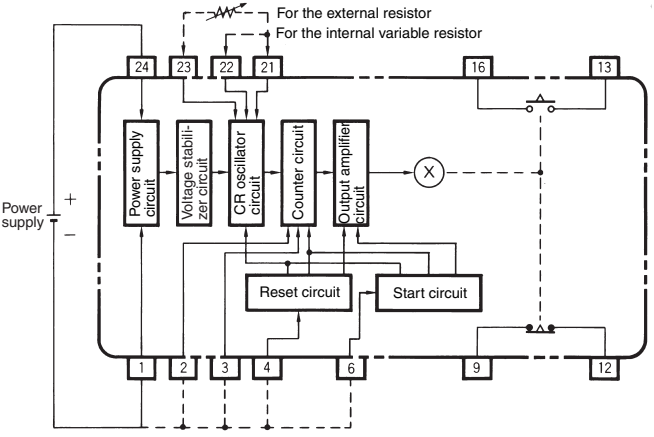 For the external resistor
For the internal variable resistor
24
23
22
21
16
13
Power supply
circuit
Voltage stabili-
zer circuit
CR oscillator
circuit
Counter circuit
Output amplifier
circuit
X
+
Power
supply
−
Reset circuit
Start circuit
1
2
3
4
6
9
12